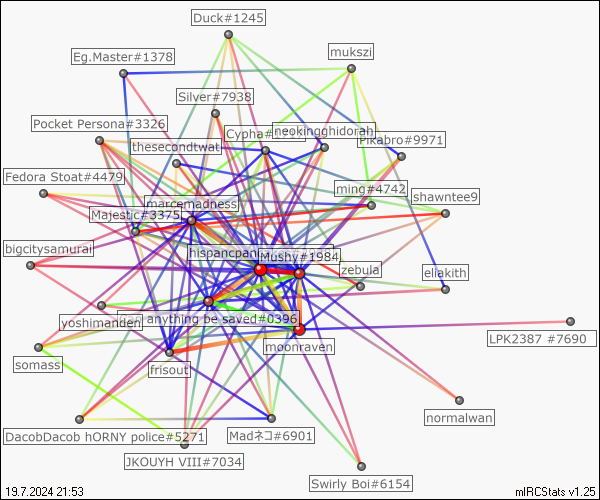 Duck#1245
mukszi
Eg.Master#1378
Silver#7938
Pocket Persona#3326
Cypha#
neokingghidorah
Pikabro#9971
thesecondtwat
Fedora Stoat#4479
ming#4742
shawntee9
marcemadness
Majestic#3375
bigcitysamurai
hispancpan
Mushy#1984
zebula
eliakith
yoshimanden
anything be saved#0396
LPK2387 #7690
moonraven
somass
frisout
normalwan
DacobDacob hORNY police#5271
Madネコ#6901
JKOUYH VIII#7034
Swirly Boi#6154
19.7.2024 21:53
mIRCStats v1.25